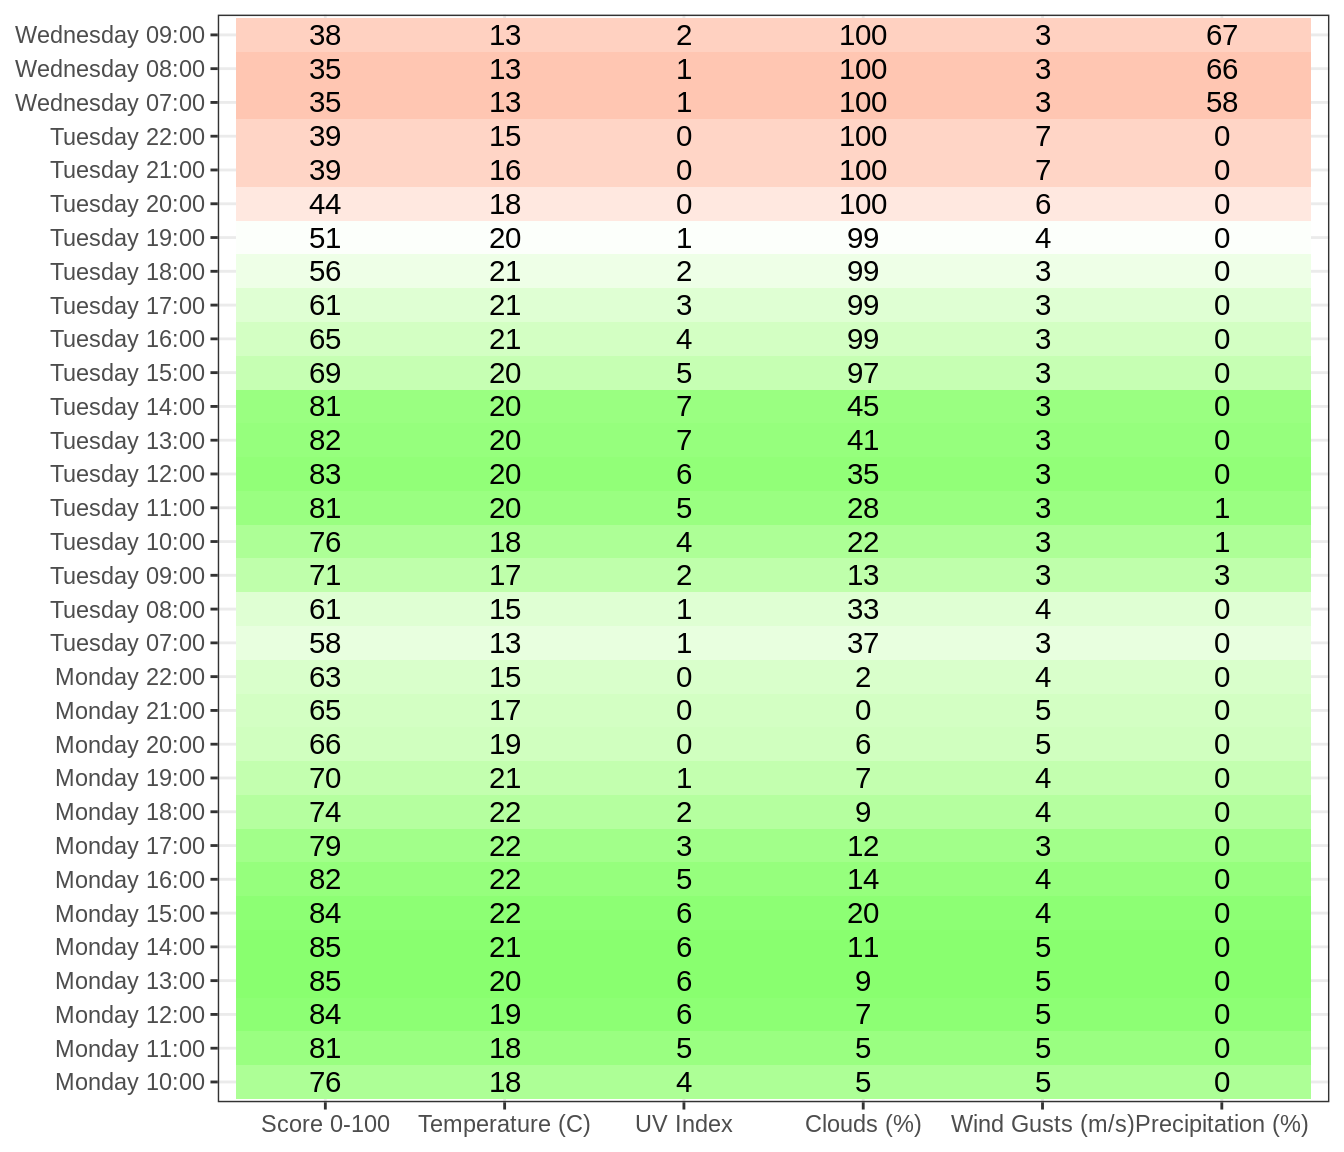 Wednesday 09:00 38 13 2 100 3 67
Wednesday 08:00 35 13 1 100 3 66
Wednesday 07:00 35 13 1 100 3 58
Tuesday 22:00 39 15 0 100 7 0
Tuesday 21:00 39 16 0 100 7 0
Tuesday 20:00 44 18 0 100 6 0
Tuesday 19:00 51 20 1 99 4 0
Tuesday 18:00 56 21 2 99 3 0
Tuesday 17:00 61 21 3 99 3 0
Tuesday 16:00 65 21 4 99 3 0
Tuesday 15:00 69 20 5 97 3 0
Tuesday 14:00 81 20 7 45 3 0
Tuesday 13:00 82 20 7 41 3 0
Tuesday 12:00 83 20 6 35 3 0
Tuesday 11:00 81 20 5 28 3 1
Tuesday 10:00 76 18 4 22 3 1
Tuesday 09:00 71 17 2 13 3 3
Tuesday 08:00 61 15 1 33 4 0
Tuesday 07:00 58 13 1 37 3 0
Monday 22:00 63 15 0 2 4 0
Monday 21:00 65 17 0 0 5 0
Monday 20:00 66 19 0 6 5 0
Monday 19:00 70 21 1 7 4 0
Monday 18:00 74 22 2 9 4 0
Monday 17:00 79 22 3 12 3 0
Monday 16:00 82 22 5 14 4 0
Monday 15:00 84 22 6 20 4 0
Monday 14:00 85 21 6 11 5 0
Monday 13:00 85 20 6 9 5 0
Monday 12:00 84 19 6 7 5 0
Monday 11:00 81 18 5 5 5 0
Monday 10:00 76 18 4 5 5 0
Score 0-100 Temperature (C) UV Index Clouds (%) Wind Gusts (m/s) Precipitation (%)